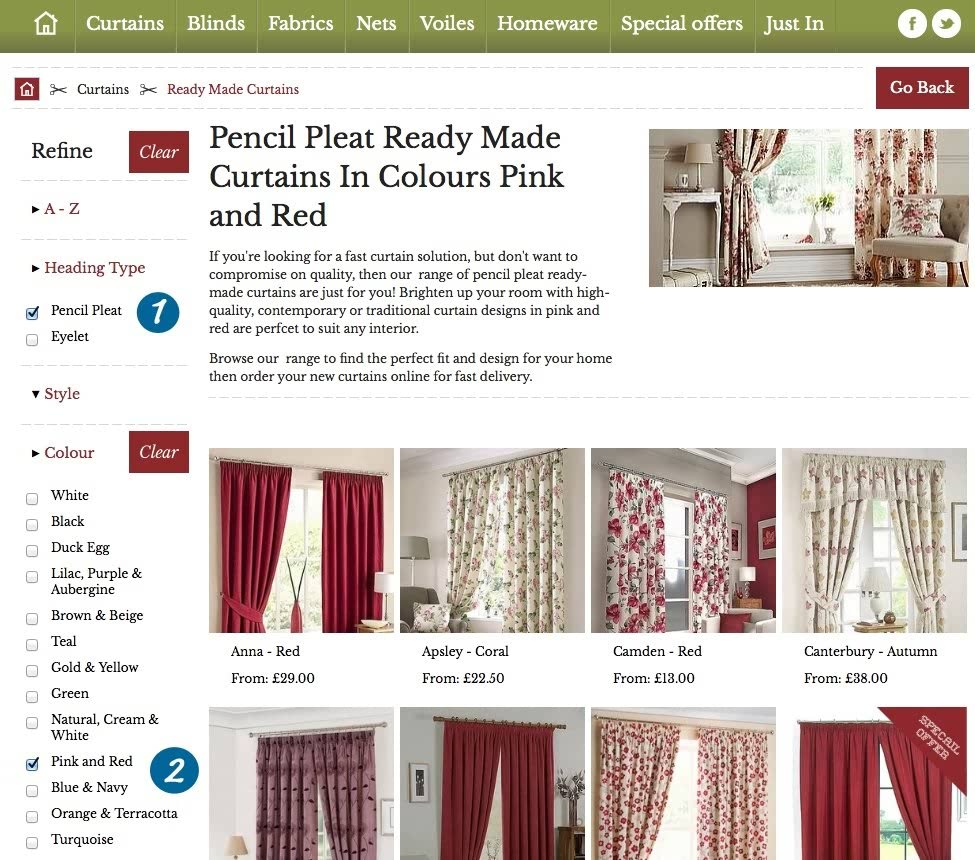 Curtains Blinds Fabrics Nets Voiles Homeware Special offers Just In f
Curtains Ready Made Curtains
Go Back
Refine
Clear
A - Z
Heading Type
Pencil Pleat
1
Eyelet
Style
Colour
Clear
White
Black
Duck Egg
Lilac, Purple &
Aubergine
Brown & Beige
Teal
Gold & Yellow
Green
Natural, Cream &
White
Pink and Red
2
Blue & Navy
Orange & Terracotta
Turquoise
Pencil Pleat Ready Made
Curtains In Colours Pink
and Red
If you're looking for a fast curtain solution, but don't want to
compromise on quality, then our range of pencil pleat ready-
made curtains are just for you! Brighten up your room with high-
quality, contemporary or traditional curtain designs in pink and
red are perfcet to suit any interior.
Browse our range to find the perfect fit and design for your home
then order your new curtains online for fast delivery.
Anna - Red
From: £29.00
Apsley - Coral
From: £22.50
Camden - Red
From: £13.00
Canterbury - Autumn
From: £38.00
SPECRIL
OFFER